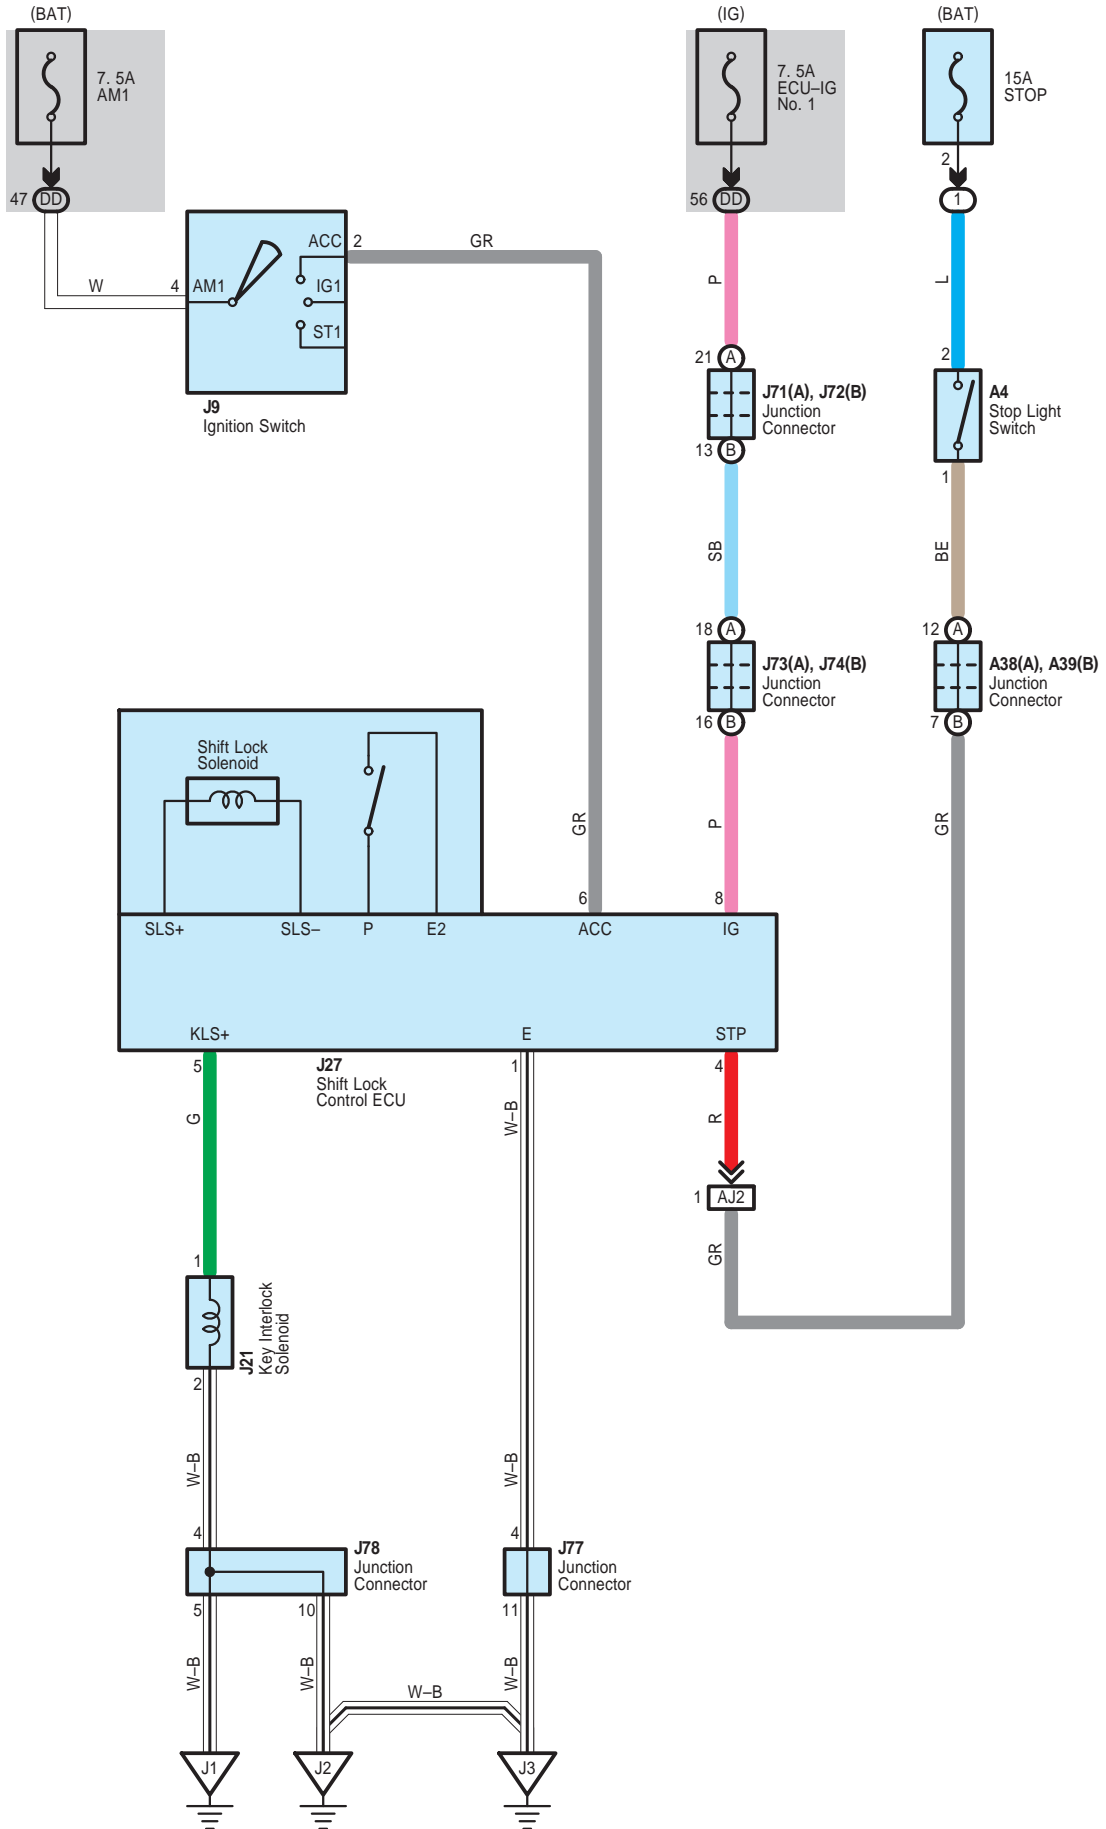 (BAT)
(IG)
(BAT)
7. 5A
AM1
7. 5A
ECU–IG
No. 1
15A
STOP
2
47 DD
56 DD
1
ACC 2
GR
W
4 AM1
IG1
ST1
P
L
J9
Ignition Switch
21 A
2
J71(A), J72(B)
Junction
Connector
A4
Stop Light
Switch
13 B
1
SB
BE
18 A
12 A
J73(A), J74(B)
Junction
Connector
A38(A), A39(B)
Junction
Connector
16 B
7 B
Shift Lock
Solenoid
GR
P
GR
6
8
SLS+
SLS–
P
E2
ACC
IG
KLS+
E
STP
5
J27
Shift Lock
Control ECU
1
4
G
W–B
R
1 AJ2
GR
1
J21
Key Interlock
Solenoid
2
W–B
W–B
4
J78
Junction
Connector
4
J77
Junction
Connector
5
10
11
W–B
W–B
W–B
W–B
J1
J2
J3